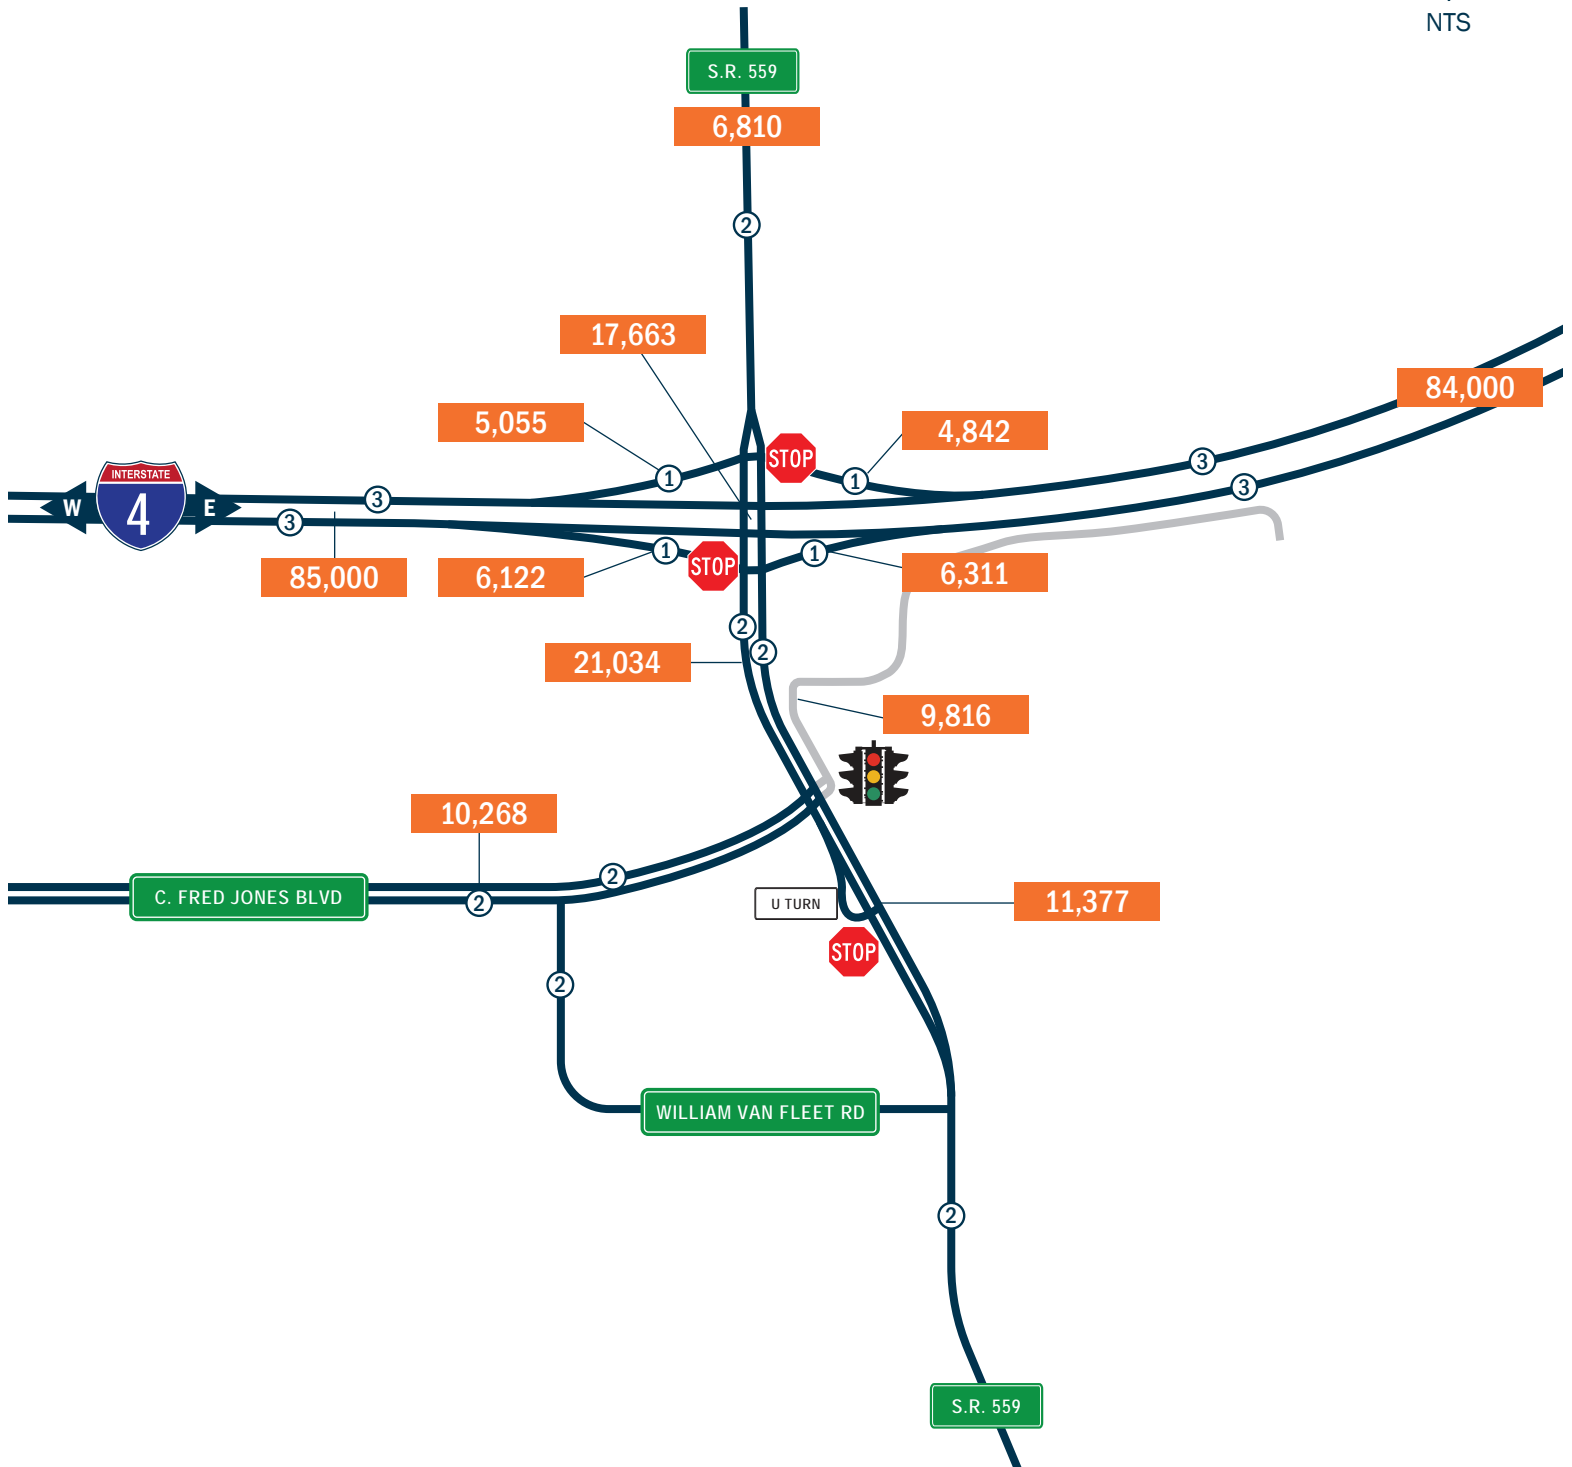 NTS
S.R. 559
6,810
2
17,663
84,000
5,055
4,842
STOP
3
1
1
INTERSTATE
W
4
E
3
3
3
1
STOP
1
85,000
6,122
6,311
2
2
21,034
9,816
10,268
2
C. FRED JONES BLVD
2
U TURN
11,377
STOP
2
WILLIAM VAN FLEET RD
2
S.R. 559